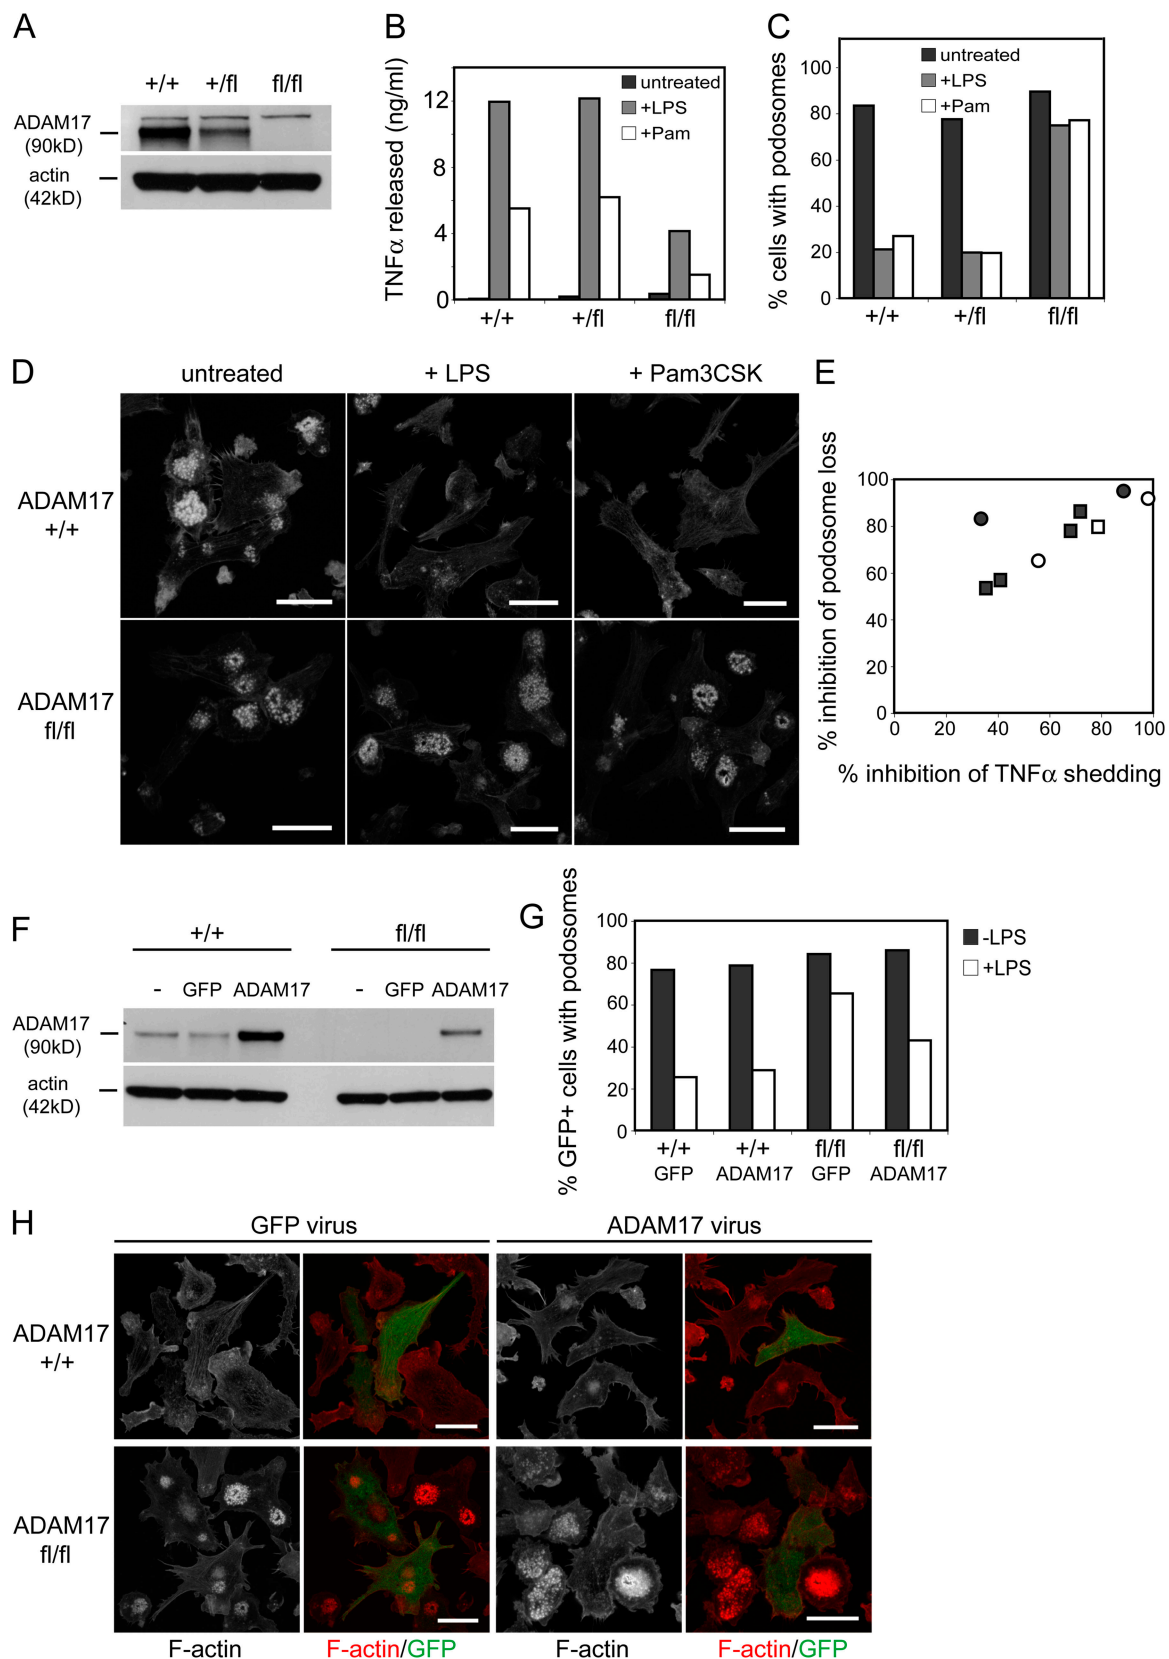 A
+/+ +/fl fl/fl
ADAM17
(90kD)
actin
(42kD)
B
TNFα released (ng/ml)
12
8
4
0
untreated
+LPS
+Pam
+/+ +/fl fl/fl
C
% cells with podosomes
100
80
60
40
20
0
untreated
+LPS
+Pam
+/+ +/fl fl/fl
D
untreated + LPS + Pam3CSK
ADAM17
+/+
ADAM17
fl/fl
E
% inhibition of podosome loss
100
80
60
40
20
0
0 20 40 60 80 100
% inhibition of TNFα shedding
F
+/+ fl/fl
- GFP ADAM17 - GFP ADAM17
ADAM17
(90kD)
actin
(42kD)
G
% GFP+ cells with podosomes
100
80
60
40
20
0
-LPS
+LPS
+/+ +/+ fl/fl fl/fl
GFP ADAM17 GFP ADAM17
H
GFP virus ADAM17 virus
ADAM17
+/+
ADAM17
fl/fl
F-actin F-actin/GFP F-actin F-actin/GFP